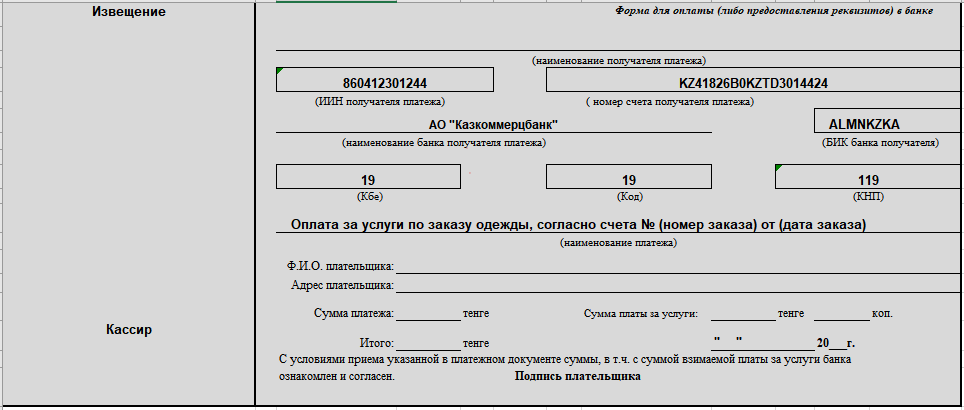 Извещение
Форма для оплаты (либо предоставления реквизитов) в банке
(наименование получателя платежа)
860412301244 KZ41826B0KZTD3014424
(ИИН получателя платежа) ( номер счета получателя платежа)
АО "Казкоммерцбанк" ALMNKZKA
(наименование банка получателя платежа) (БИК банка получателя)
19 19 119
(Кбе) (Код) (КНП)
Оплата за услуги по заказу одежды, согласно счета № (номер заказа) от (дата заказа)
(наименование платежа)
Ф.И.О. плательщика:
Адрес плательщика:
Сумма платежа: тенге Сумма платы за услуги: тенге коп.
Кассир
Итого: тенге " " 20___г.
С условиями приема указанной в платежном документе суммы, в т.ч. с суммой взимаемой платы за услуги банка
ознакомлен и согласен. Подпись плательщика